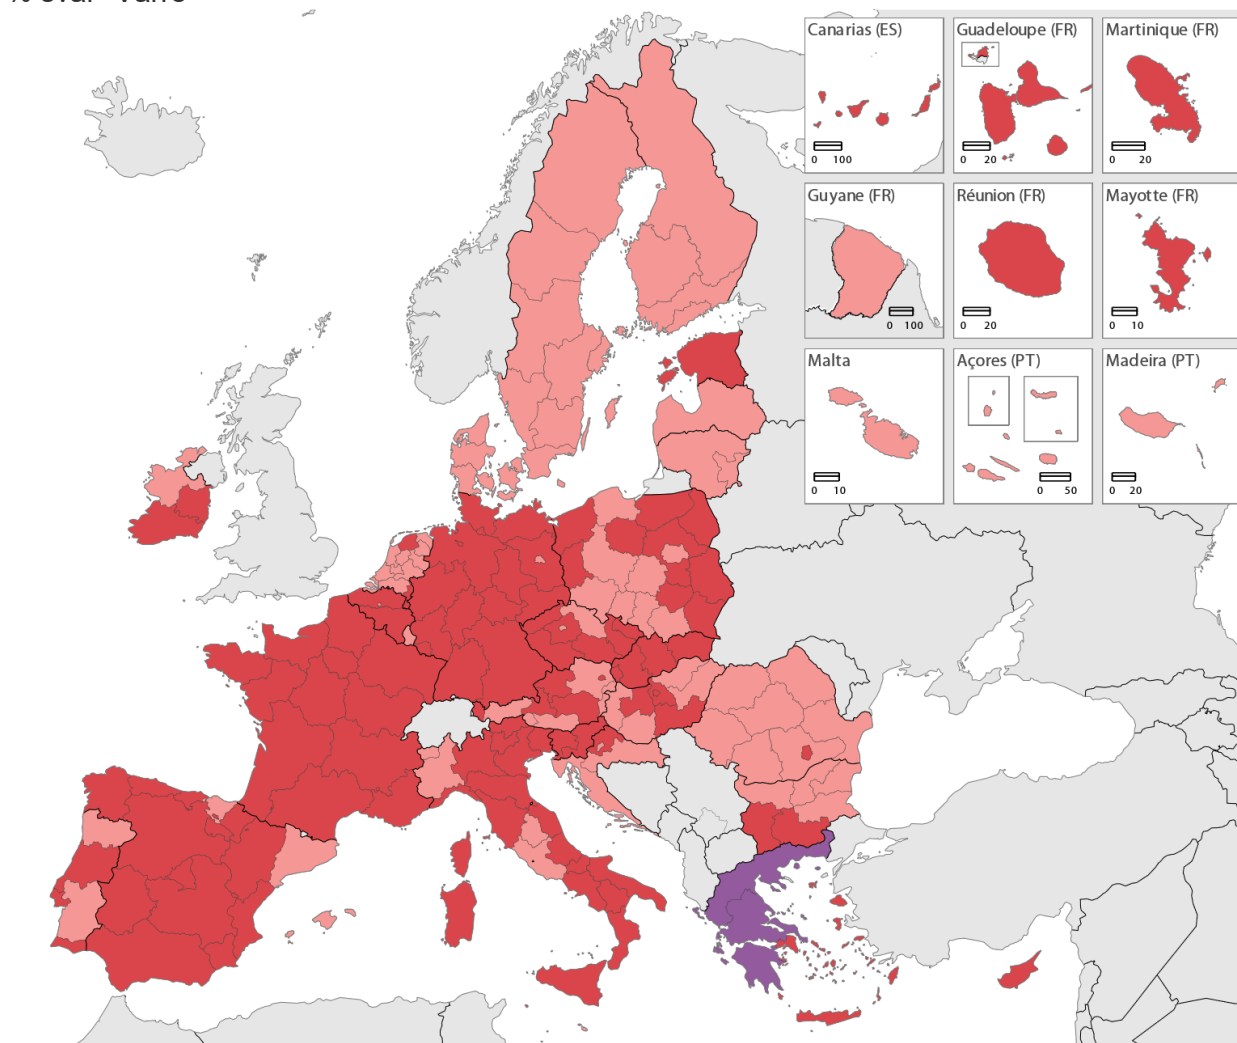 Canarias (ES)
0 100
Guadeloupe (FR)
0 20
Martinique (FR)
0 20
Guyane (FR)
0 100
Réunion (FR)
0 20
Mayotte (FR)
0 10
Malta
0 10
Açores (PT)
0 50
Madeira (PT)
0 20